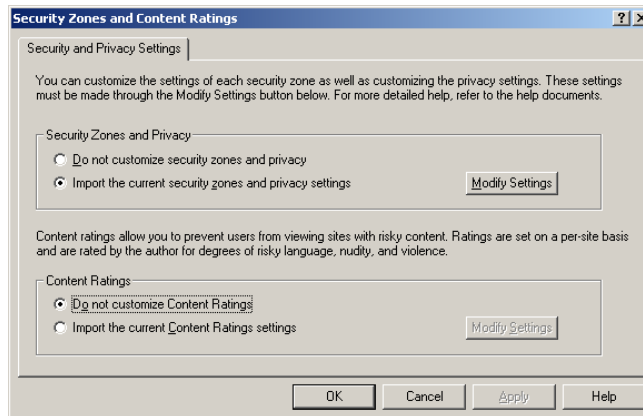 Security Zones and Content Ratings
Security and Privacy Settings
You can customize the settings of each security zone as well as customizing the privacy settings. These settings
must be made through the Modify Settings button below. For more detailed help, refer to the help documents.
Security Zones and Privacy
Do not customize security zones and privacy
Import the current security zones and privacy settings
Modify Settings
Content ratings allow you to prevent users from viewing sites with risky content. Ratings are set on a per-site basis
and are rated by the author for degrees of risky language, nudity, and violence.
Content Ratings
Do not customize Content Ratings
Import the current Content Ratings settings
Modify Settings
OK Cancel Apply Help